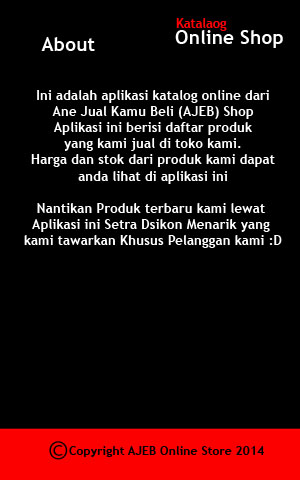 About
Katalaog
Online Shop
Ini adalah aplikasi katalog online dari
Ane Jual Kamu Beli (AJEB) Shop
Aplikasi ini berisi daftar produk
yang kami jual di toko kami.
Harga dan stok dari produk kami dapat
anda lihat di aplikasi ini
Nantikan Produk terbaru kami lewat
Aplikasi ini Setra Dsikon Menarik yang
kami tawarkan Khusus Pelanggan kami :D
©Copyright AJEB Online Store 2014